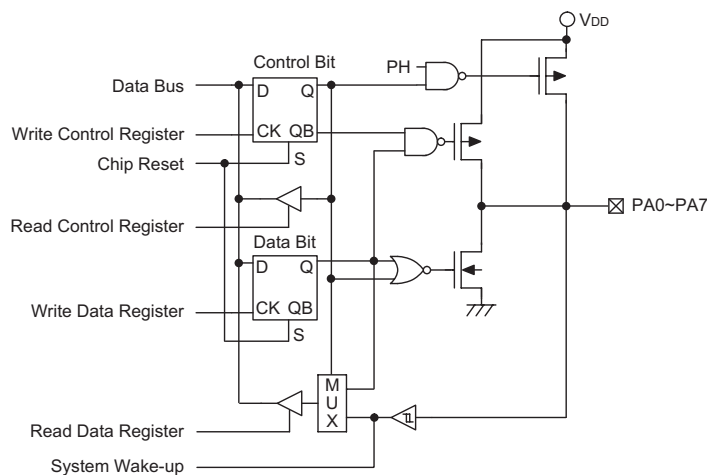 VDD
Control Bit
PH
Data Bus
D
Q
Write Control Register
CK
QB
Chip Reset
S
PA0~PA7
Read Control Register
Data Bit
D
Q
Write Data Register
CK
QB
S
M
U
X
Read Data Register
System Wake-up